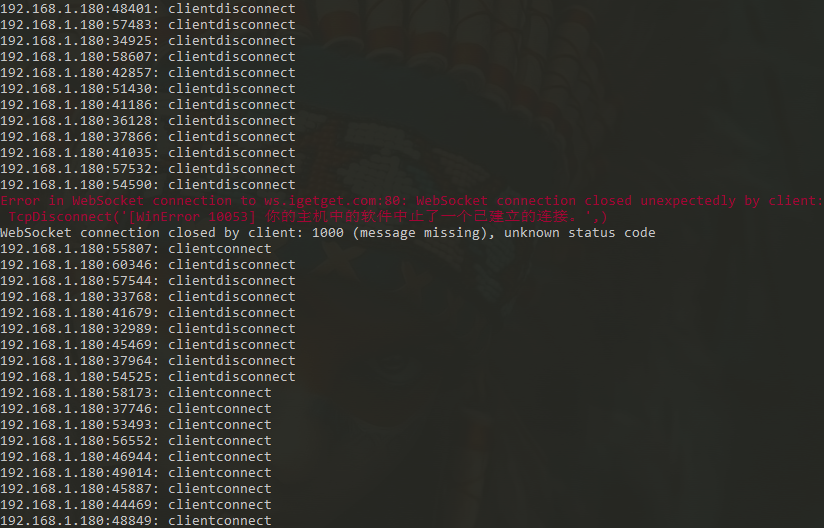 192.168.1.180:48401: clientdisconnect
192.168.1.180:57483: clientdisconnect
192.168.1.180:34925: clientdisconnect
192.168.1.180:58607: clientdisconnect
192.168.1.180:42857: clientdisconnect
192.168.1.180:51430: clientdisconnect
192.168.1.180:41186: clientdisconnect
192.168.1.180:36128: clientdisconnect
192.168.1.180:37866: clientdisconnect
192.168.1.180:41035: clientdisconnect
192.168.1.180:57532: clientdisconnect
192.168.1.180:54590: clientdisconnect
Error in WebSocket connection to ws.igetget.com:80: WebSocket connection closed unexpectedly by client:
TcpDisconnect('[WinError 10053] 你的主机中的软件中止了一个已建立的连接。',)
WebSocket connection closed by client: 1000 (message missing), unknown status code
192.168.1.180:55807: clientconnect
192.168.1.180:60346: clientdisconnect
192.168.1.180:57544: clientdisconnect
192.168.1.180:33768: clientdisconnect
192.168.1.180:41679: clientdisconnect
192.168.1.180:32989: clientdisconnect
192.168.1.180:45469: clientdisconnect
192.168.1.180:37964: clientdisconnect
192.168.1.180:54525: clientdisconnect
192.168.1.180:58173: clientconnect
192.168.1.180:37746: clientconnect
192.168.1.180:53493: clientconnect
192.168.1.180:56552: clientconnect
192.168.1.180:46944: clientconnect
192.168.1.180:49014: clientconnect
192.168.1.180:45887: clientconnect
192.168.1.180:44469: clientconnect
192.168.1.180:48849: clientconnect